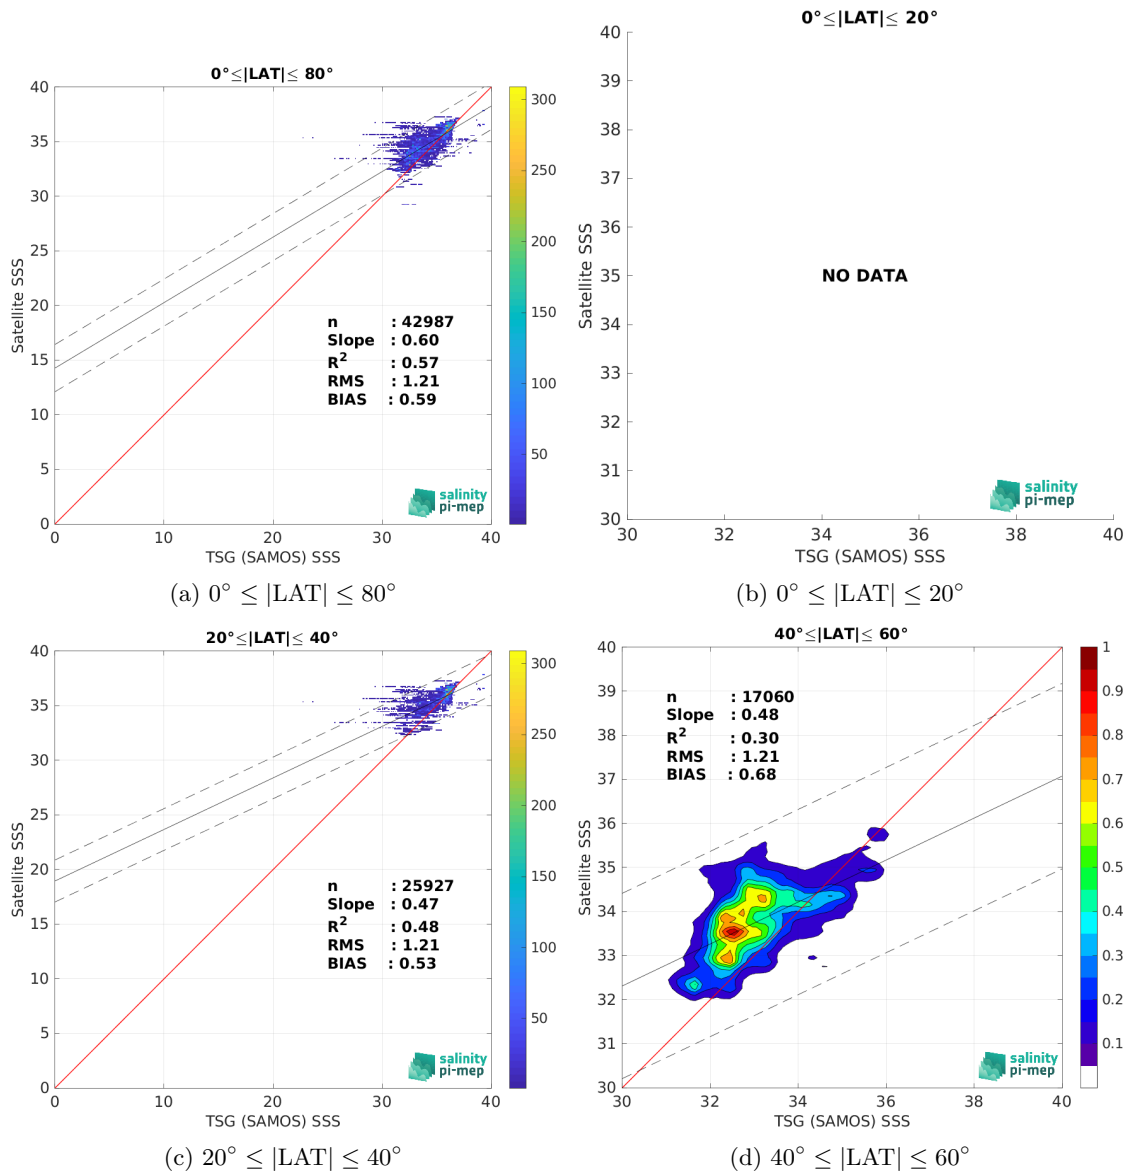 0°≤|LAT|≤ 80°
40
35
30
25
20
15
10
5
0
Satellite SSS
n : 42987
Slope : 0.60
R² : 0.57
RMS : 1.21
BIAS : 0.59
salinity
pi-mep
0 10 20 30 40
TSG (SAMOS) SSS
300
250
200
150
100
50
(a) 0° ≤ |LAT| ≤ 80°
0°≤|LAT|≤ 20°
40
39
38
37
36
35
34
33
32
31
30
Satellite SSS
NO DATA
salinity
pi-mep
30 32 34 36 38 40
TSG (SAMOS) SSS
(b) 0° ≤ |LAT| ≤ 20°
20°≤|LAT|≤ 40°
40
35
30
25
20
15
10
5
0
Satellite SSS
n : 25927
Slope : 0.47
R² : 0.48
RMS : 1.21
BIAS : 0.53
salinity
pi-mep
0 10 20 30 40
TSG (SAMOS) SSS
300
250
200
150
100
50
(c) 20° ≤ |LAT| ≤ 40°
40°≤|LAT|≤ 60°
40
39
38
37
36
35
34
33
32
31
30
Satellite SSS
n : 17060
Slope : 0.48
R² : 0.30
RMS : 1.21
BIAS : 0.68
salinity
pi-mep
30 32 34 36 38 40
TSG (SAMOS) SSS
1
0.9
0.8
0.7
0.6
0.5
0.4
0.3
0.2
0.1
(d) 40° ≤ |LAT| ≤ 60°